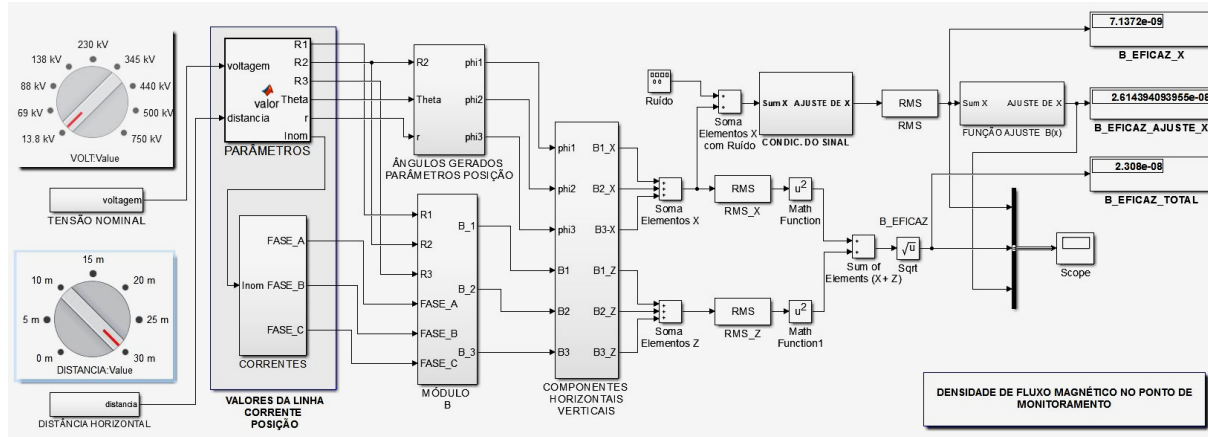 230 kV
138 kV
345 kV
88 kV
440 kV
69 kV
500 kV
13.8 kV
750 kV
VOLT:Value
voltagem
TENSÃO NOMINAL
15 m
10 m
20 m
5 m
25 m
0 m
30 m
DISTANCIA:Value
distancia
DISTÂNCIA HORIZONTAL
voltagem
distancia
valor
R1
R2
R3
Theta
r
Inom
PARÂMETROS
Inom
FASE_A
FASE_B
FASE_C
CORRENTES
VALORES DA LINHA
CORRENTE
POSIÇÃO
R2
Theta
r
phi1
phi2
phi3
ÂNGULOS GERADOS
PARÂMETROS POSIÇÃO
R1
R2
R3
FASE_A
FASE_B
FASE_C
B_1
B_2
B_3
MÓDULO
B
phi1
phi2
phi3
B1
B2
B3
B1_X
B2_X
B3-X
B1_Z
B2_Z
B3_Z
COMPONENTES
HORIZONTAIS
VERTICAIS
Ruído
Soma
Elementos X
com Ruído
Sum X
AJUSTE DE X
CONDIC. DO SINAL
RMS
RMS
Sum X
AJUSTE DE X
FUNÇÃO AJUSTE B(x)
Soma
Elementos X
RMS
RMS_X
u²
Math
Function
Soma
Elementos Z
RMS
RMS_Z
u²
Math
Function1
Sum of
Elements (X+ Z)
B_EFICAZ
√u
Sqrt
7.1372e-09
B_EFICAZ_X
2.614394093955e-08
B_EFICAZ_AJUSTE_X
2.308e-08
B_EFICAZ_TOTAL
Scope
DENSIDADE DE FLUXO MAGNÉTICO NO PONTO DE
MONITORAMENTO